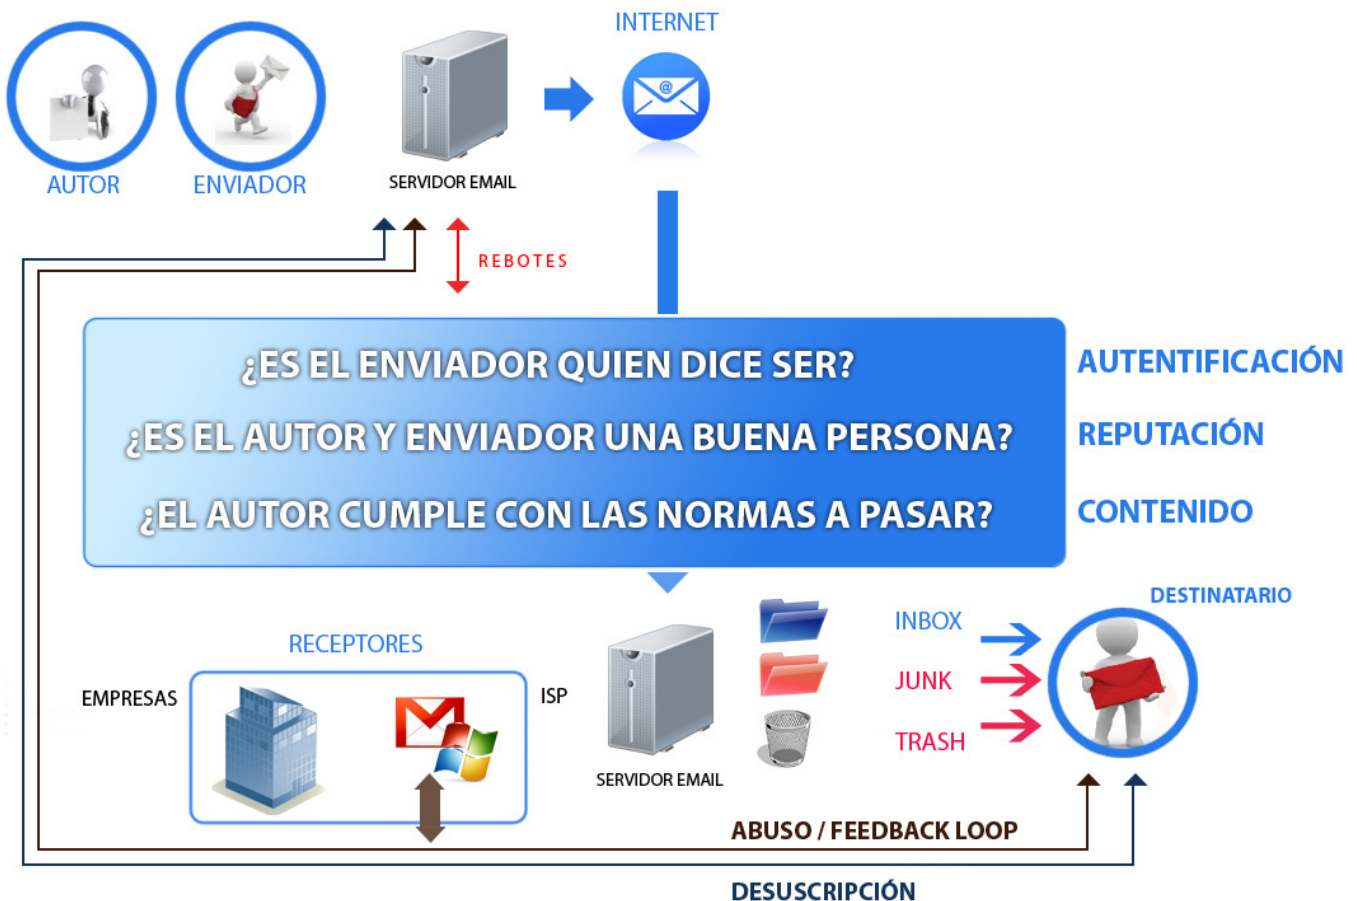 INTERNET
@
AUTOR
ENVIADOR
SERVIDOR EMAIL
REBOTES
¿ES EL ENVIADOR QUIEN DICE SER?
AUTENTIFICACIÓN
¿ES EL AUTOR Y ENVIADOR UNA BUENA PERSONA?
REPUTACIÓN
¿EL AUTOR CUMPLE CON LAS NORMAS A PASAR?
CONTENIDO
DESTINATARIO
RECEPTORES
INBOX
EMPRESAS
ISP
JUNK
TRASH
SERVIDOR EMAIL
ABUSO / FEEDBACK LOOP
DESUSCRIPCIÓN